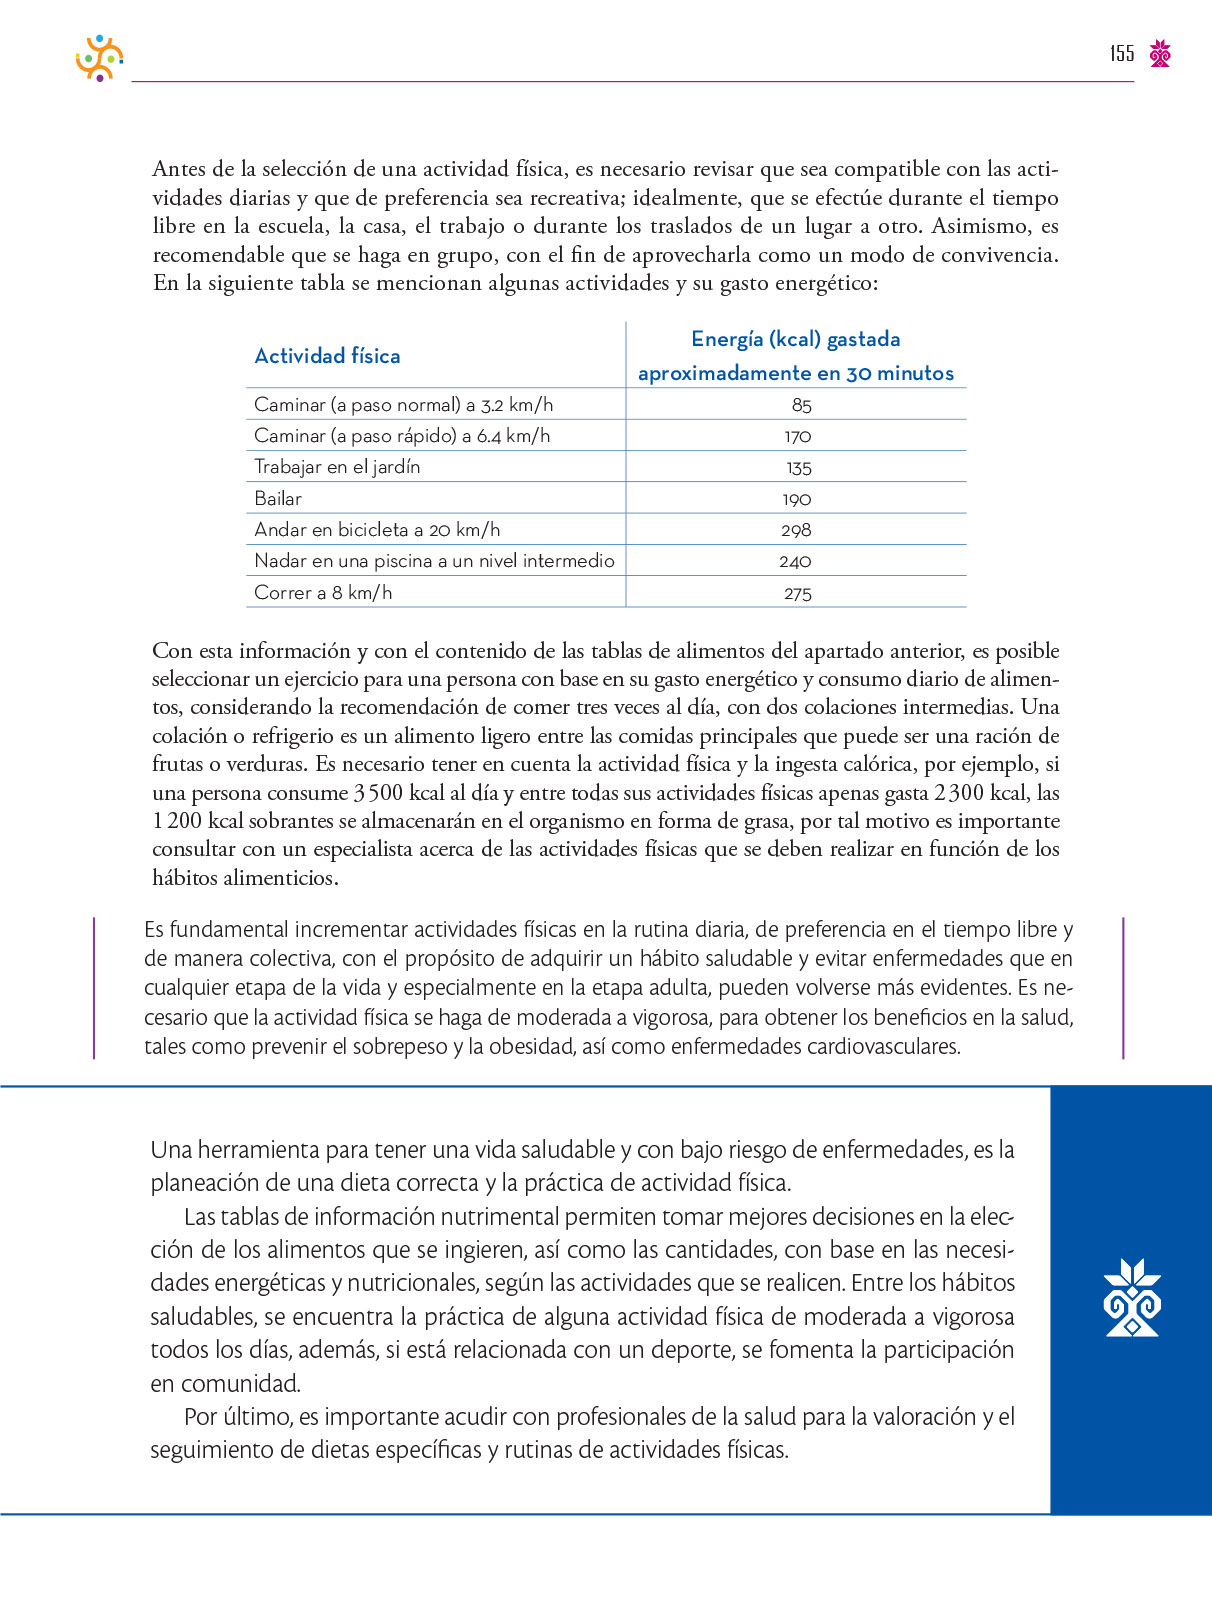 155
Antes de la selección de una actividad física, es necesario revisar que sea compatible con las acti-
vidades diarias y que de preferencia sea recreativa; idealmente, que se efectúe durante el tiempo
libre en la escuela, la casa, el trabajo o durante los traslados de un lugar a otro. Asimismo, es
recomendable que se haga en grupo, con el fin de aprovecharla como un modo de convivencia.
En la siguiente tabla se mencionan algunas actividades y su gasto energético:
Actividad física
Energía (kcal) gastada
aproximadamente en 30 minutos
Caminar (a paso normal) a 3.2 km/h 85
Caminar (a paso rápido) a 6.4 km/h 170
Trabajar en el jardín 135
Bailar 190
Andar en bicicleta a 20 km/h 298
Nadar en una piscina a un nivel intermedio 240
Correr a 8 km/h 275
Con esta información y con el contenido de las tablas de alimentos del apartado anterior, es posible
seleccionar un ejercicio para una persona con base en su gasto energético y consumo diario de alimen-
tos, considerando la recomendación de comer tres veces al día, con dos colaciones intermedias. Una
colación o refrigerio es un alimento ligero entre las comidas principales que puede ser una ración de
frutas o verduras. Es necesario tener en cuenta la actividad física y la ingesta calórica, por ejemplo, si
una persona consume 3 500 kcal al día y entre todas sus actividades físicas apenas gasta 2 300 kcal, las
1 200 kcal sobrantes se almacenarán en el organismo en forma de grasa, por tal motivo es importante
consultar con un especialista acerca de las actividades físicas que se deben realizar en función de los
hábitos alimenticios.
Es fundamental incrementar actividades físicas en la rutina diaria, de preferencia en el tiempo libre y
de manera colectiva, con el propósito de adquirir un hábito saludable y evitar enfermedades que en
cualquier etapa de la vida y especialmente en la etapa adulta, pueden volverse más evidentes. Es ne-
cesario que la actividad física se haga de moderada a vigorosa, para obtener los beneficios en la salud,
tales como prevenir el sobrepeso y la obesidad, así como enfermedades cardiovasculares.
Una herramienta para tener una vida saludable y con bajo riesgo de enfermedades, es la
planeación de una dieta correcta y la práctica de actividad física.
Las tablas de información nutrimental permiten tomar mejores decisiones en la elec-
ción de los alimentos que se ingieren, así como las cantidades, con base en las necesi-
dades energéticas y nutricionales, según las actividades que se realicen. Entre los hábitos
saludables, se encuentra la práctica de alguna actividad física de moderada a vigorosa
todos los días, además, si está relacionada con un deporte, se fomenta la participación
en comunidad.
Por último, es importante acudir con profesionales de la salud para la valoración y el
seguimiento de dietas específicas y rutinas de actividades físicas.